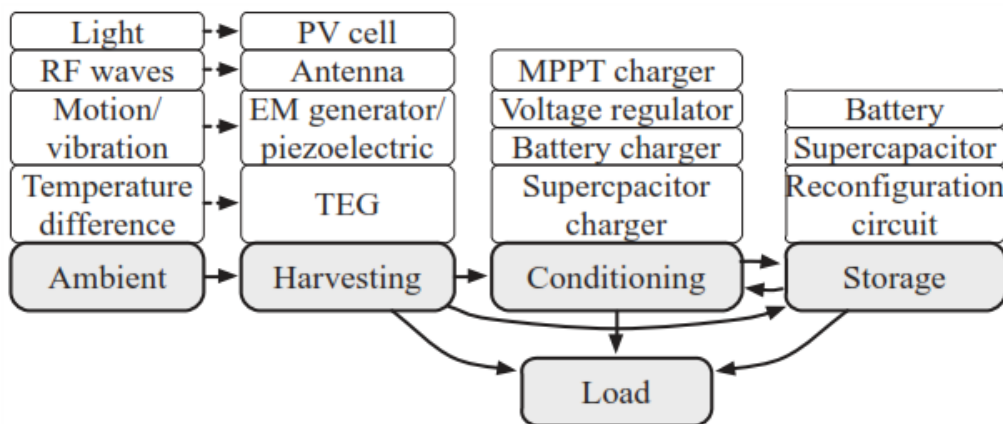 Light
PV cell
RF waves
Antenna
MPPT charger
Motion/
vibration
EM generator/
piezoelectric
Voltage regulator
Battery
Battery charger
Supercapacitor
Temperature
difference
TEG
Supercpacitor
charger
Reconfiguration
circuit
Ambient
Harvesting
Conditioning
Storage
Load